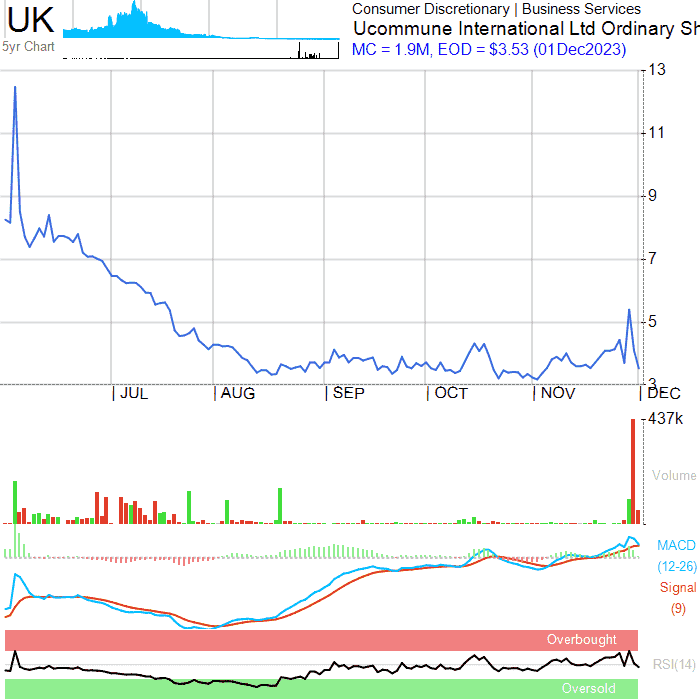 UK
5yr Chart
Consumer Discretionary | Business Services
Ucommune International Ltd Ordinary Sh
MC = 1.9M, EOD = $3.53 (01Dec2023)
13
11
9
7
5
3
JUL AUG SEP OCT NOV DEC
437k
Volume
MACD
(12-26)
Signal
(9)
Overbought
RSI(14)
Oversold